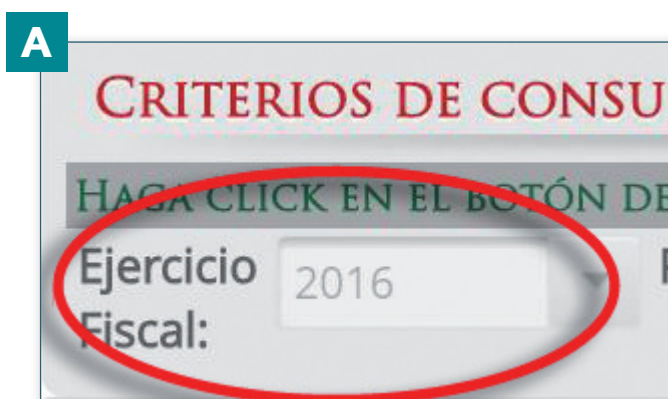 A
CRITERIOS DE CONSU
HAGA CLICK EN EL BOTÓN DE
Ejercicio
Fiscal:
2016